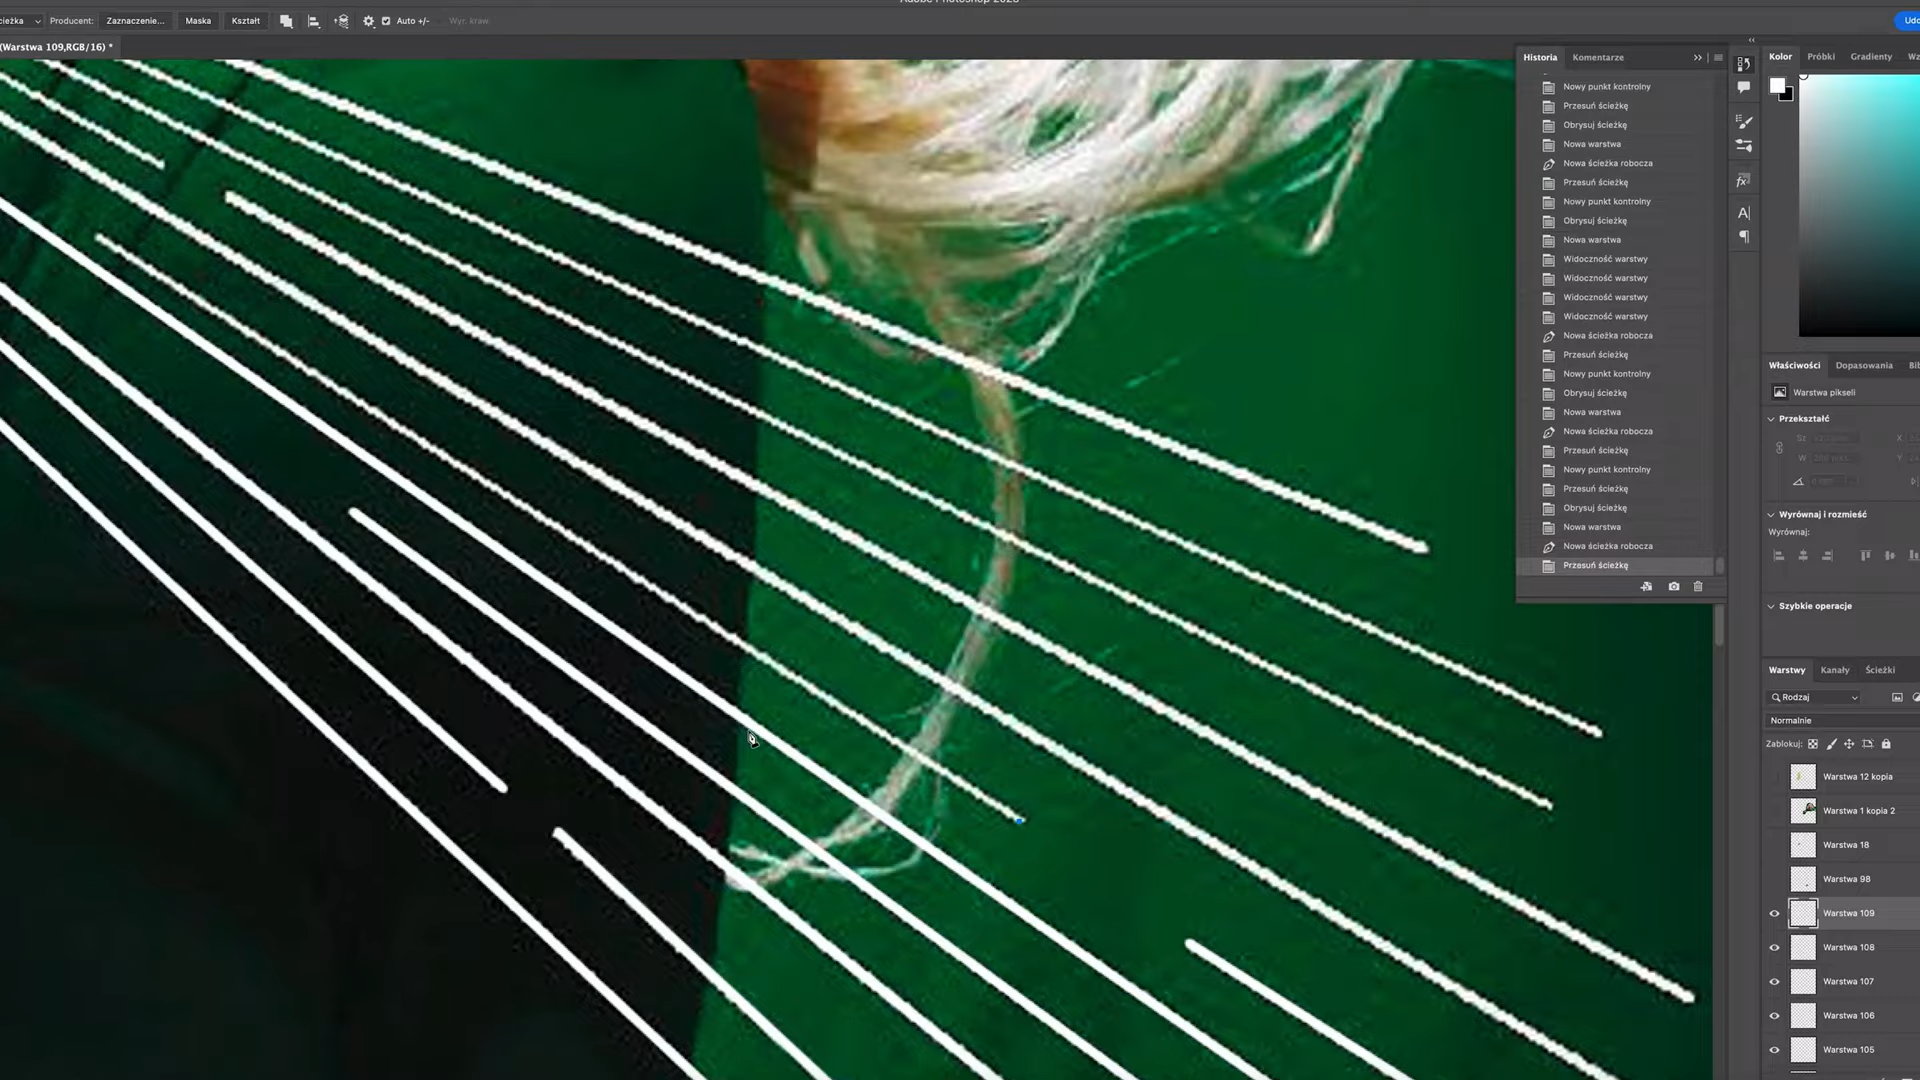 Adobe Photoshop 2023
Producent: Zaznaczenie... Maska Kształt Auto +/- Wyr. kraw.
(Warstwa 109,RGB/16) *
Historia Komentarze
Nowy punkt kontrolny
Przesuń ścieżkę
Obrysuj ścieżkę
Nowa warstwa
Nowa ścieżka robocza
Przesuń ścieżkę
Nowy punkt kontrolny
Obrysuj ścieżkę
Nowa warstwa
Widoczność warstwy
Widoczność warstwy
Widoczność warstwy
Widoczność warstwy
Nowa ścieżka robocza
Przesuń ścieżkę
Nowy punkt kontrolny
Obrysuj ścieżkę
Nowa warstwa
Nowa ścieżka robocza
Przesuń ścieżkę
Nowy punkt kontrolny
Przesuń ścieżkę
Obrysuj ścieżkę
Nowa warstwa
Nowa ścieżka robocza
Przesuń ścieżkę
Kolor Próbki Gradienty
Właściwości Dopasowania
Warstwa pikseli
Przekształć
Wyrównaj i rozmieść
Wyrównaj:
Szybkie operacje
Warstwy Kanały Ścieżki
Rodzaj
Normalnie
Zablokuj:
Warstwa 12 kopia
Warstwa 1 kopia 2
Warstwa 18
Warstwa 98
Warstwa 109
Warstwa 108
Warstwa 107
Warstwa 106
Warstwa 105